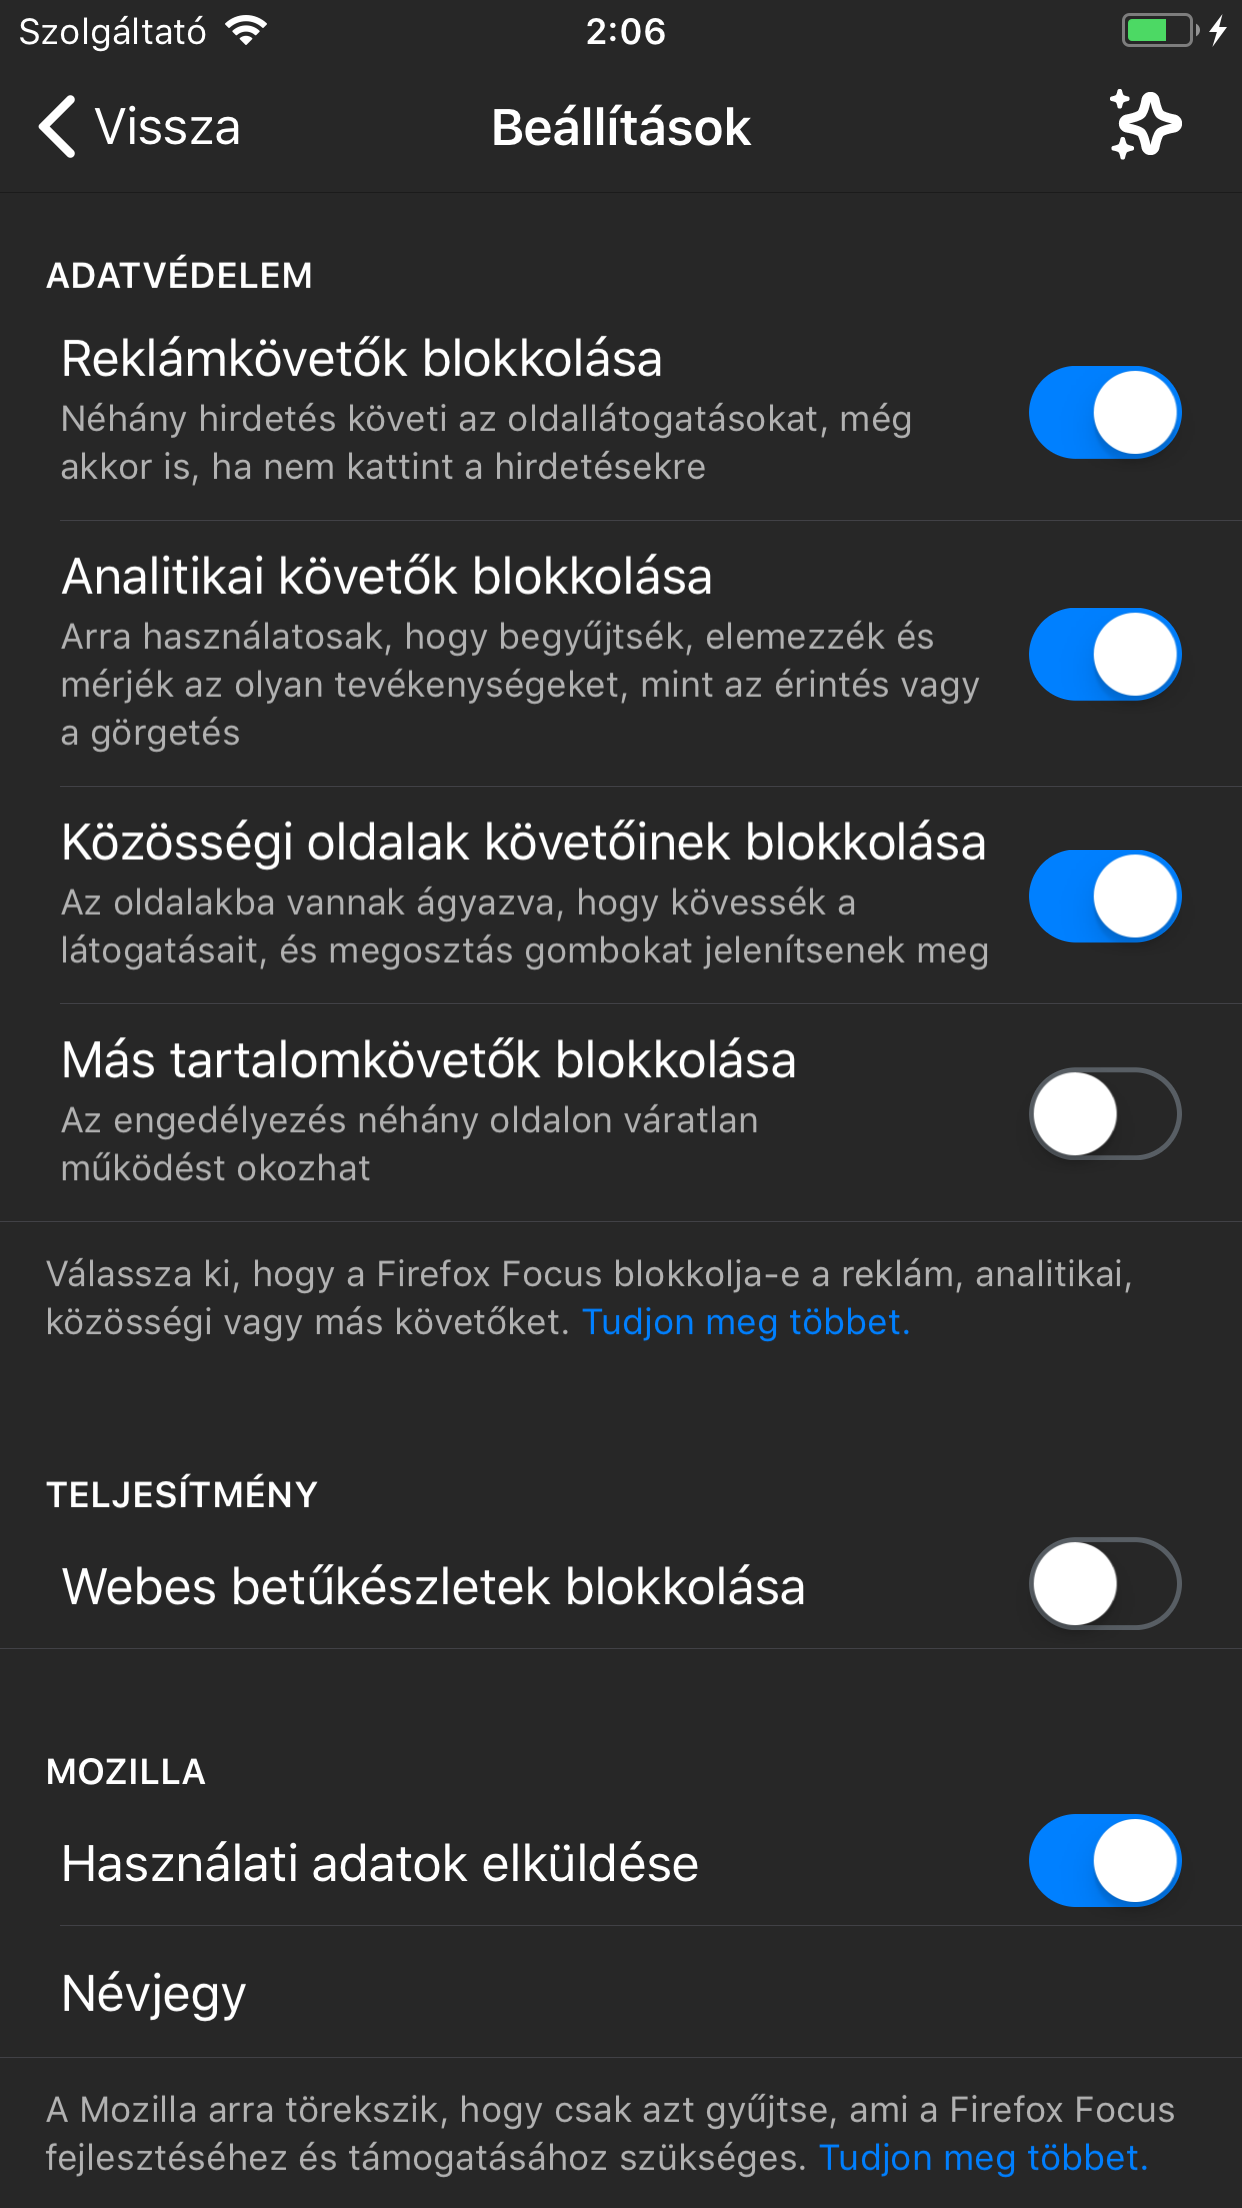 Szolgáltató
2:06
Vissza
Beállítások
ADATVÉDELEM
Reklámkövetők blokkolása
Néhány hirdetés követi az oldallátogatásokat, még
akkor is, ha nem kattint a hirdetésekre
Analitikai követők blokkolása
Arra használatosak, hogy begyűjtsék, elemezzék és
mérjék az olyan tevékenységeket, mint az érintés vagy
a görgetés
Közösségi oldalak követőinek blokkolása
Az oldalakba vannak ágyazva, hogy kövessék a
látogatásait, és megosztás gombokat jelenítsenek meg
Más tartalomkövetők blokkolása
Az engedélyezés néhány oldalon váratlan
működést okozhat
Válassza ki, hogy a Firefox Focus blokkolja-e a reklám, analitikai,
közösségi vagy más követőket. Tudjon meg többet.
TELJESÍTMÉNY
Webes betűkészletek blokkolása
MOZILLA
Használati adatok elküldése
Névjegy
A Mozilla arra törekszik, hogy csak azt gyűjtse, ami a Firefox Focus
fejlesztéséhez és támogatásához szükséges. Tudjon meg többet.